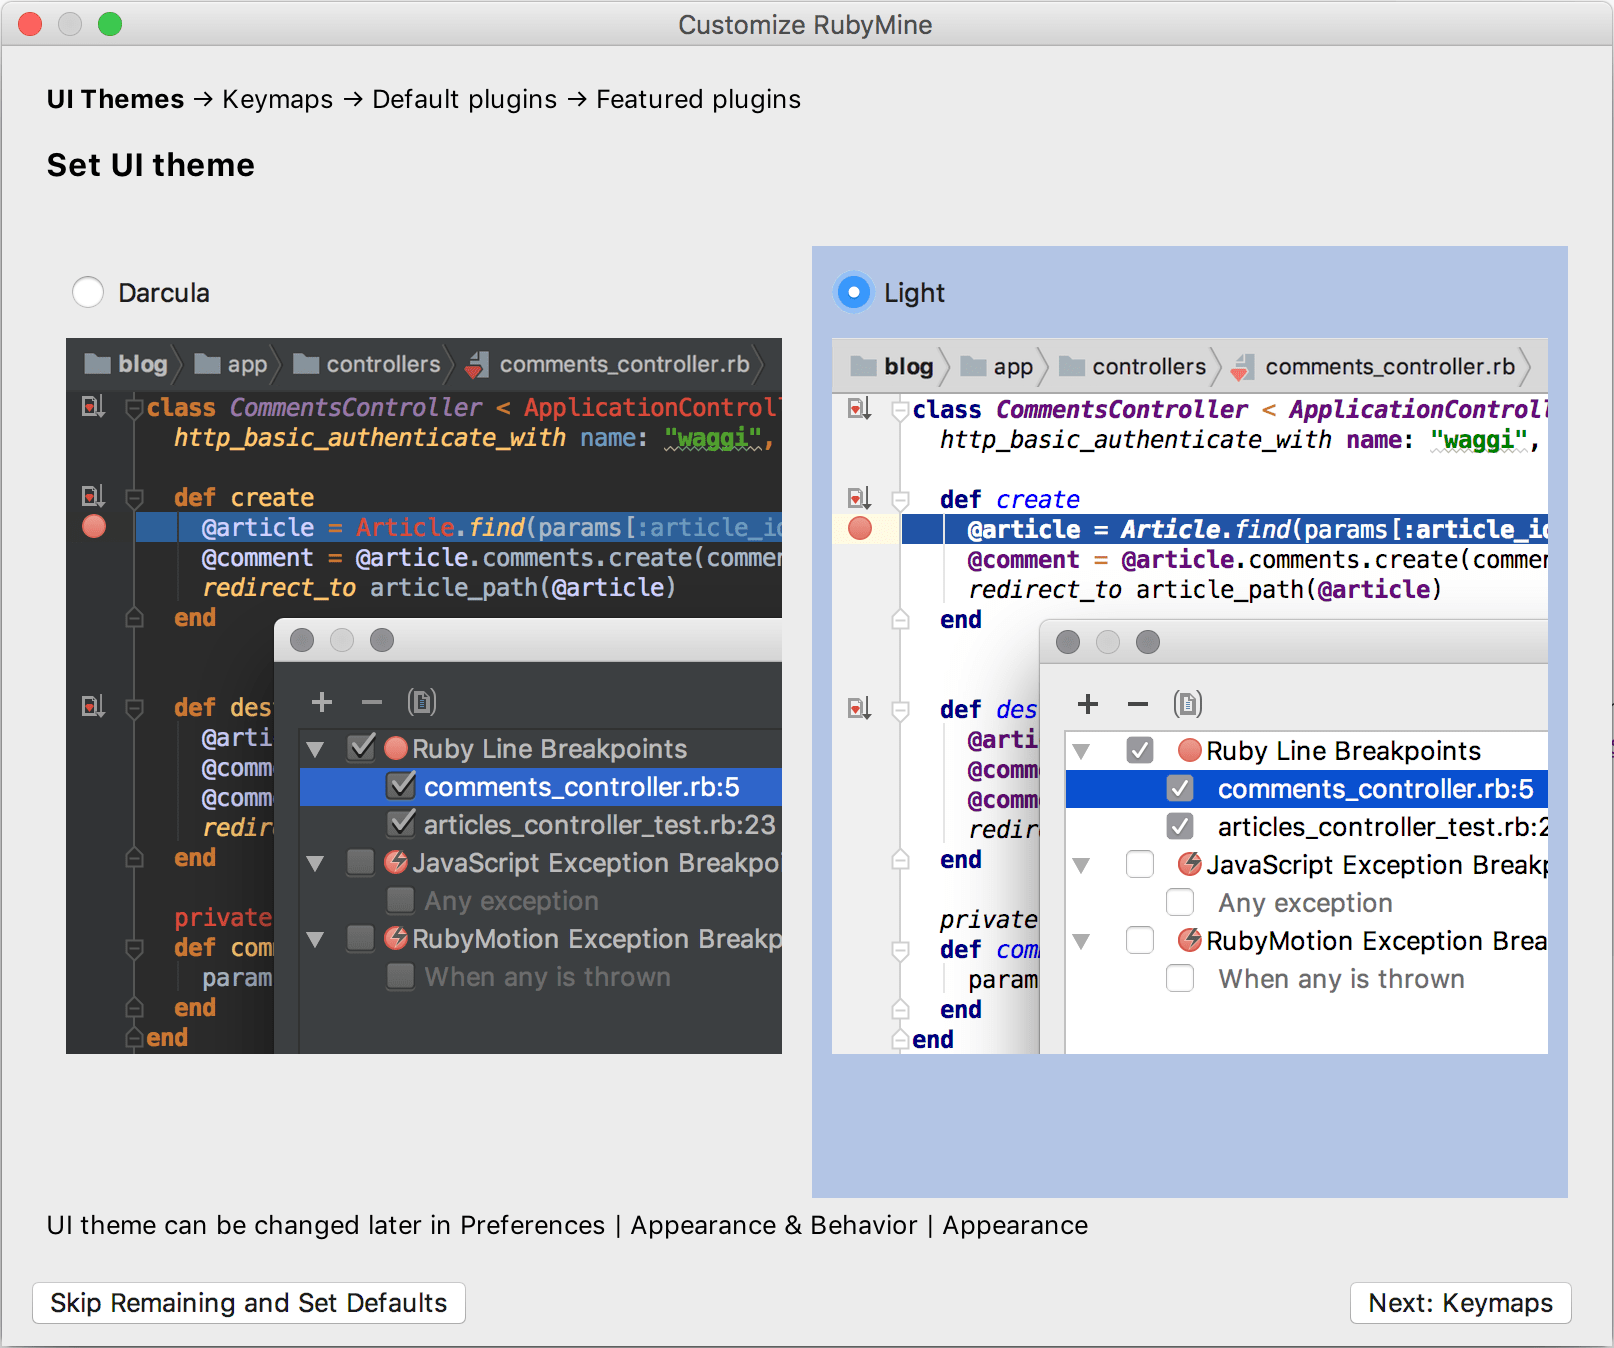 Customize RubyMine
UI Themes → Keymaps → Default plugins → Featured plugins
Set UI theme
Darcula
blog app controllers comments_controller.rb
class CommentsController < ApplicationControl
http_basic_authenticate_with name: "waggi",
def create
@article = Article.find(params[:article_id
@comment = @article.comments.create(commen
redirect_to article_path(@article)
end
def des
@arti
@comm
@comm
redir
end
private
def com
param
end
end
Ruby Line Breakpoints
comments_controller.rb:5
articles_controller_test.rb:23
JavaScript Exception Breakpoi
Any exception
RubyMotion Exception Breakp
When any is thrown
Light
blog app controllers comments_controller.rb
class CommentsController < ApplicationControll
http_basic_authenticate_with name: "waggi",
def create
@article = Article.find(params[:article_id
@comment = @article.comments.create(commen
redirect_to article_path(@article)
end
def des
@arti
@comm
@comm
redir
end
private
def com
param
end
end
Ruby Line Breakpoints
comments_controller.rb:5
articles_controller_test.rb:2
JavaScript Exception Breakp
Any exception
RubyMotion Exception Brea
When any is thrown
UI theme can be changed later in Preferences | Appearance & Behavior | Appearance
Skip Remaining and Set Defaults
Next: Keymaps